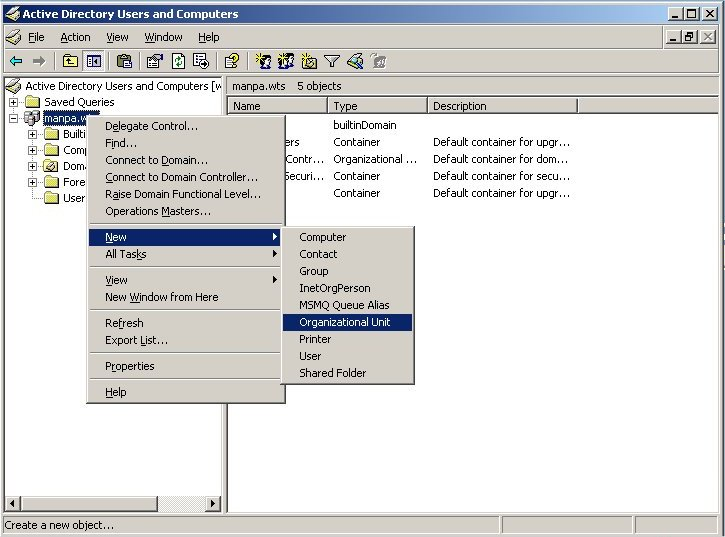 Active Directory Users and Computers
File Action View Window Help
Active Directory Users and Computers [w
Saved Queries
manpa.wts
Builti
Com
Dom
Fore
User
manpa.wts 5 objects
Name Type Description
builtinDomain
ers Container Default container for upgr...
Contr... Organizational ... Default container for dom...
Securi... Container Default container for secu...
Container Default container for upgr...
Delegate Control...
Find...
Connect to Domain...
Connect to Domain Controller...
Raise Domain Functional Level...
Operations Masters...
New
All Tasks
View
New Window from Here
Refresh
Export List...
Properties
Help
Computer
Contact
Group
InetOrgPerson
MSMQ Queue Alias
Organizational Unit
Printer
User
Shared Folder
Create a new object...